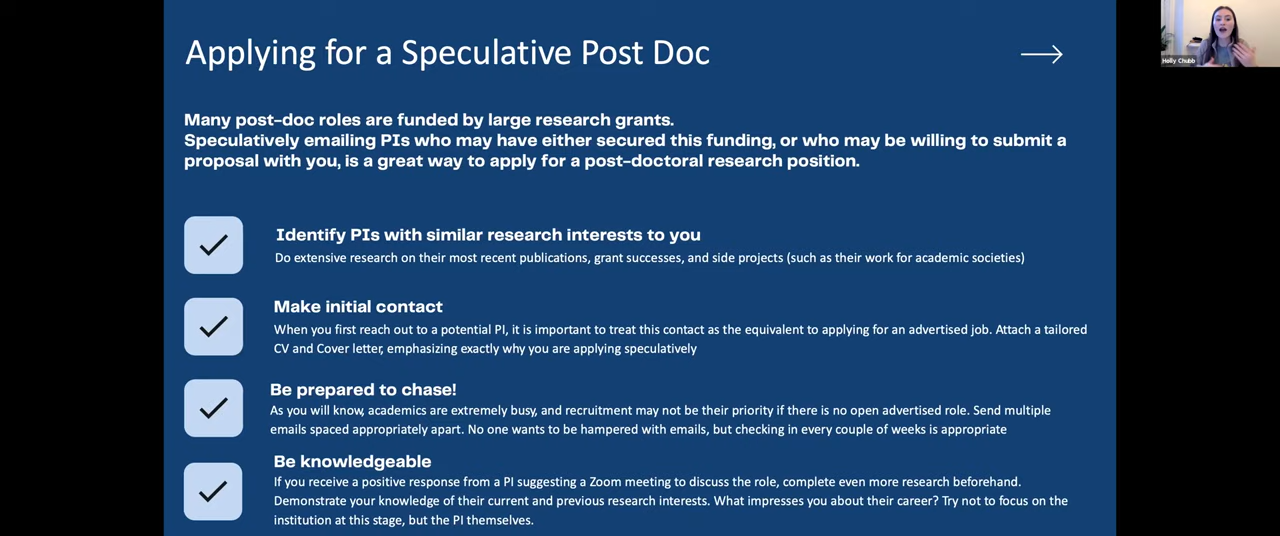 Applying for a Speculative Post Doc
Holly Chubb
Many post-doc roles are funded by large research grants.
Speculatively emailing PIs who may have either secured this funding, or who may be willing to submit a
proposal with you, is a great way to apply for a post-doctoral research position.
Identify PIs with similar research interests to you
Do extensive research on their most recent publications, grant successes, and side projects (such as their work for academic societies)
Make initial contact
When you first reach out to a potential PI, it is important to treat this contact as the equivalent to applying for an advertised job. Attach a tailored
CV and Cover letter, emphasizing exactly why you are applying speculatively
Be prepared to chase!
As you will know, academics are extremely busy, and recruitment may not be their priority if there is no open advertised role. Send multiple
emails spaced appropriately apart. No one wants to be hampered with emails, but checking in every couple of weeks is appropriate
Be knowledgeable
If you receive a positive response from a PI suggesting a Zoom meeting to discuss the role, complete even more research beforehand.
Demonstrate your knowledge of their current and previous research interests. What impresses you about their career? Try not to focus on the
institution at this stage, but the PI themselves.